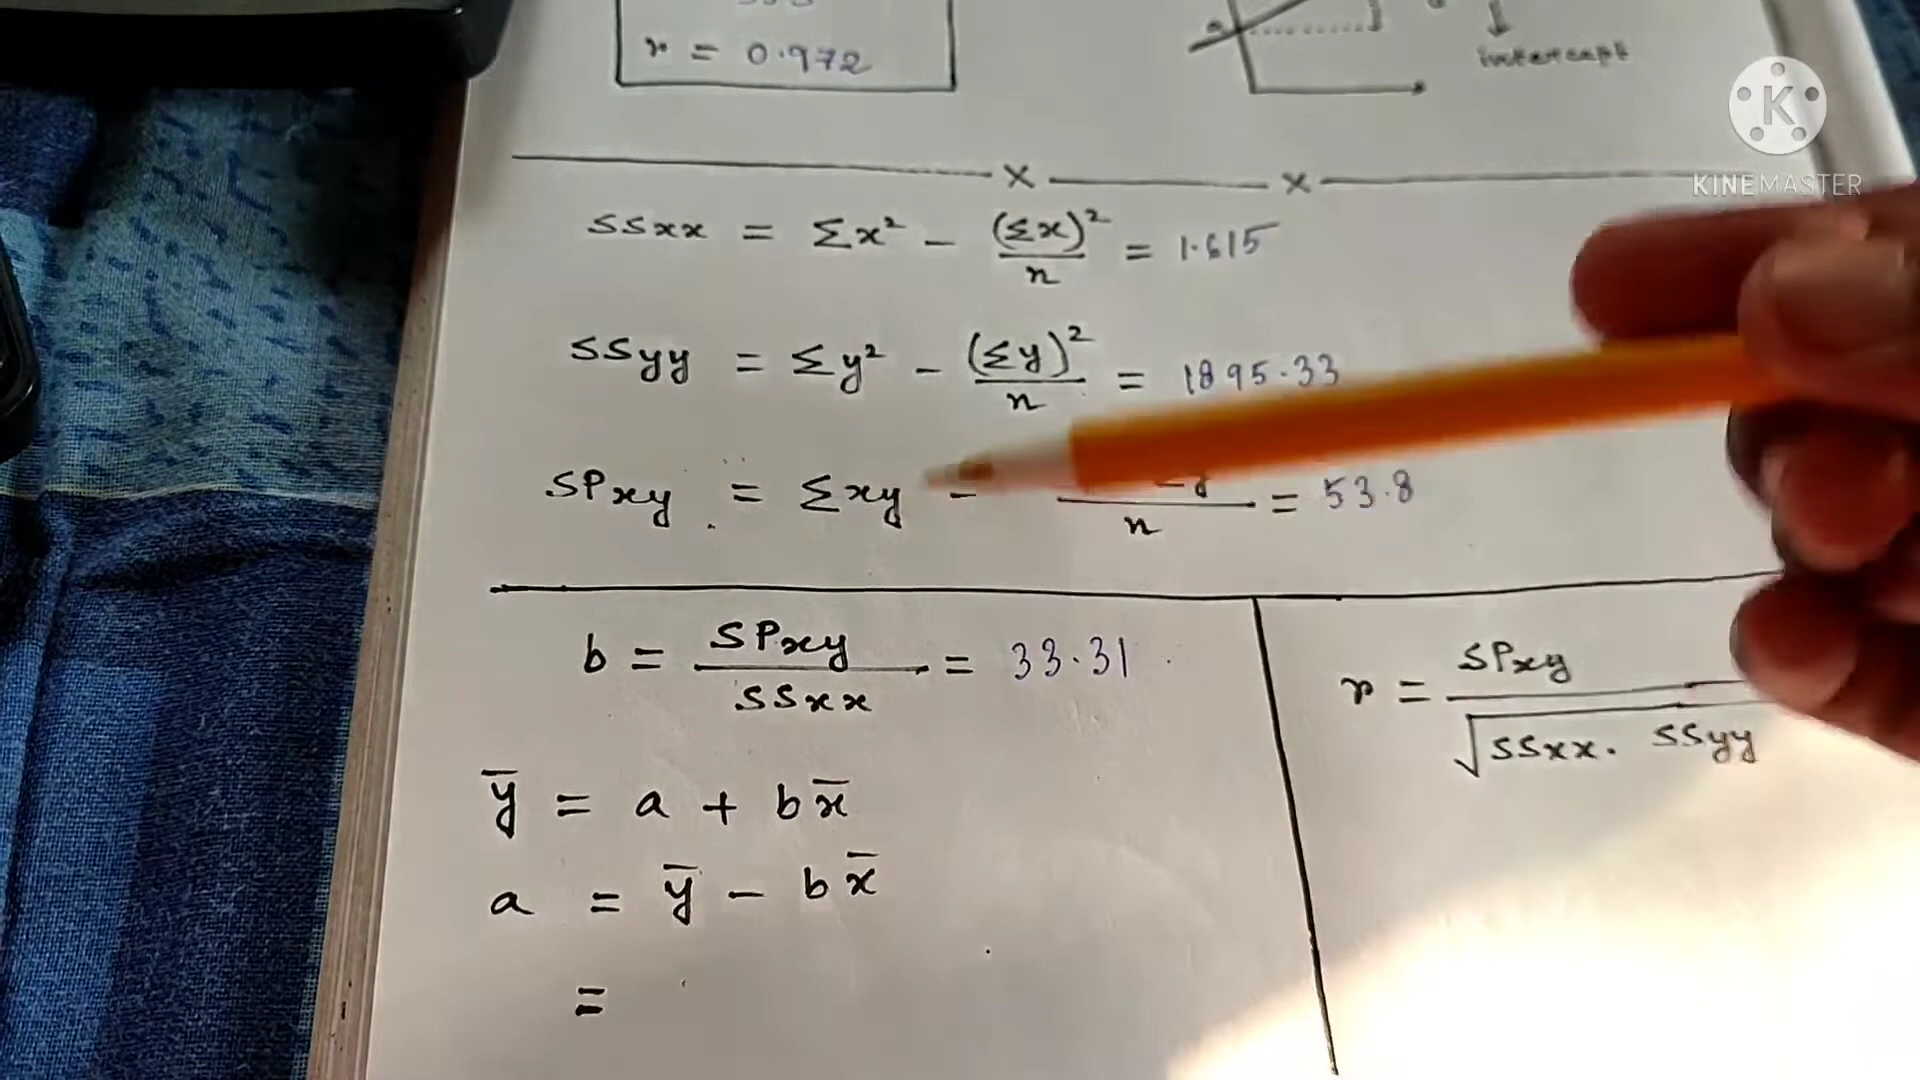 r = 0.972
intercept
KINEMASTER
SSxx = Σx² - (Σx)²/n = 1.615
SSyy = Σy² - (Σy)²/n = 1895.33
SPxy = Σxy - /n = 53.8
b = SPxy/SSxx = 33.31
r = SPxy/√SSxx. SSyy
ȳ = a + bx̄
a = ȳ - bx̄
=